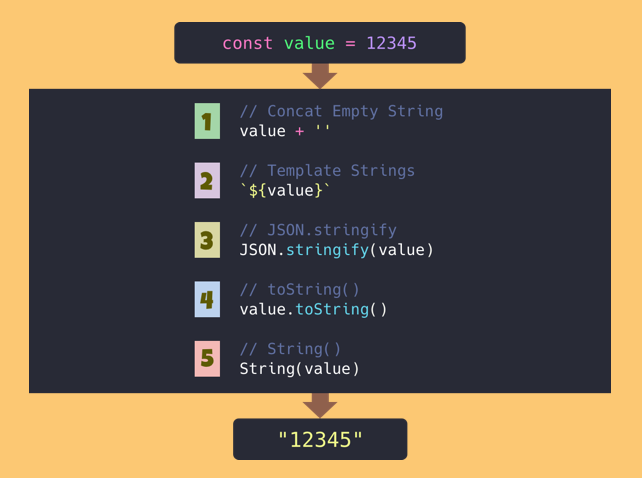 const value = 12345
1
// Concat Empty String
value + ''
2
// Template Strings
`${value}`
3
// JSON.stringify
JSON.stringify(value)
4
// toString()
value.toString()
5
// String()
String(value)
"12345"